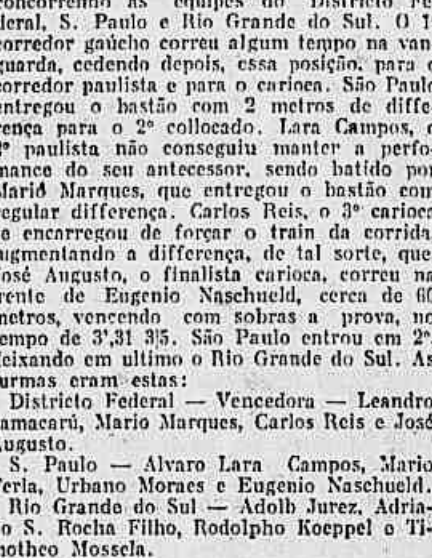 concorrendo as equipes do Districto Fe
deral, S. Paulo e Rio Grande do Sul. O 1
corredor gaúcho correu algum tempo na van
guarda, cedendo depois, essa posição, para o
corredor paulista e para o carioca. São Paulo
entregou o bastão com 2 metros de diffe
rença para o 2º collocado. Lara Campos, o
2º paulista não conseguiu manter a perfo
mance do seu antecessor, sendo batido por
Mario Marques, que entregou o bastão com
regular differença. Carlos Reis, o 3º carioca
se encarregou de forçar o train da corrida,
augmentando a differença, de tal sorte, que
José Augusto, o finalista carioca, correu na
frente de Eugenio Naschueld, cerca de 60
metros, vencendo com sobras a prova, no
tempo de 3',31 3|5. São Paulo entrou em 2º
deixando em ultimo o Rio Grande do Sul. As
turmas eram estas:
Districto Federal — Vencedora — Leandro
amacarú, Mario Marques, Carlos Reis e José
Augusto.
S. Paulo — Alvaro Lara Campos, Mario
Veria, Urbano Moraes e Eugenio Naschueld.
Rio Grande do Sul — Adolb Jurez, Adria-
no S. Rocha Filho, Rodolpho Koeppel e Ti-
motheo Mossela.